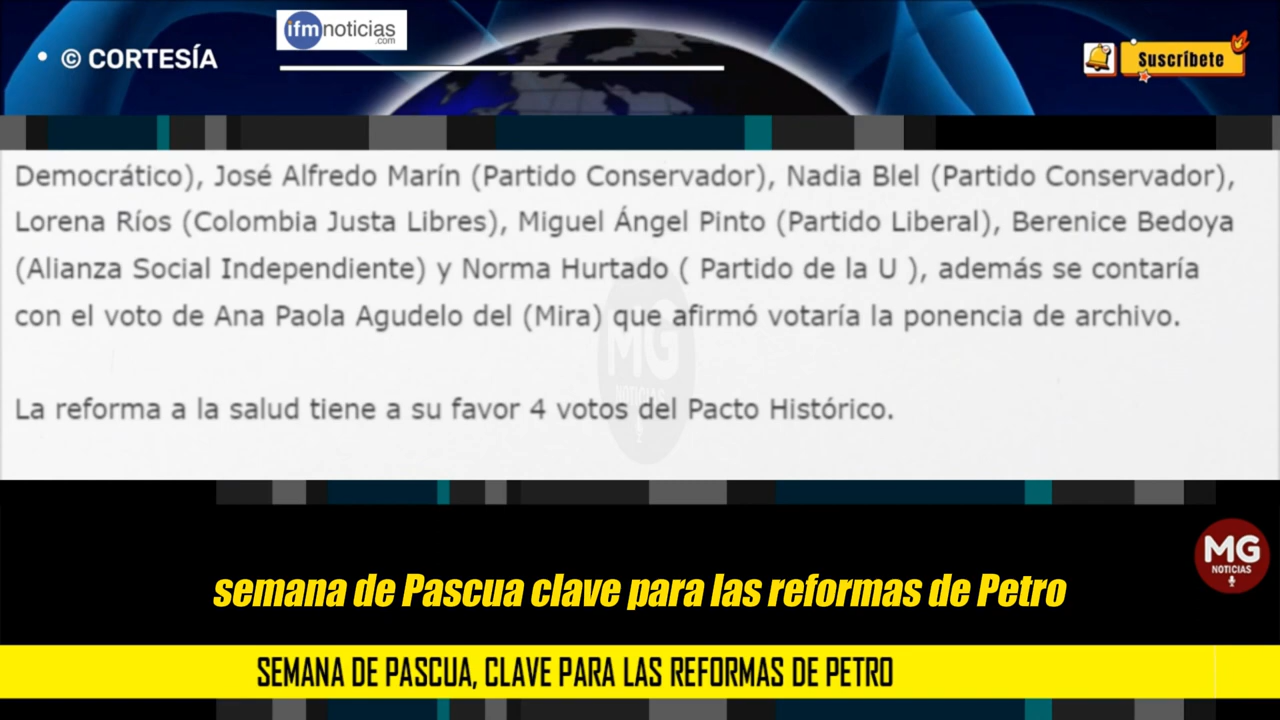 ifmnoticias
.com
• © CORTESÍA
Suscríbete
Democrático), José Alfredo Marín (Partido Conservador), Nadia Blel (Partido Conservador),
Lorena Ríos (Colombia Justa Libres), Miguel Ángel Pinto (Partido Liberal), Berenice Bedoya
(Alianza Social Independiente) y Norma Hurtado ( Partido de la U ), además se contaría
con el voto de Ana Paola Agudelo del (Mira) que afirmó votaría la ponencia de archivo.
MG
NOTICIAS
La reforma a la salud tiene a su favor 4 votos del Pacto Histórico.
MG
NOTICIAS
semana de Pascua clave para las reformas de Petro
SEMANA DE PASCUA, CLAVE PARA LAS REFORMAS DE PETRO